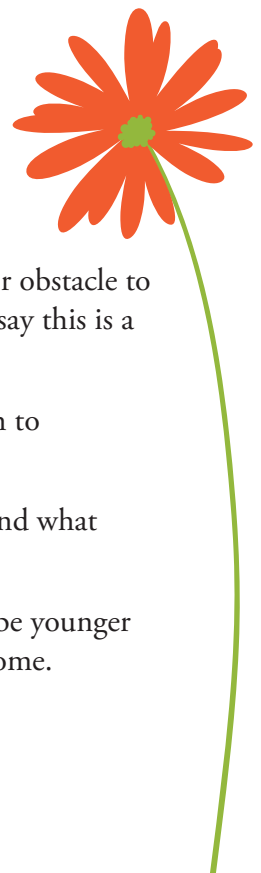 r obstacle to
say this is a
to
nd what
be younger
ome.